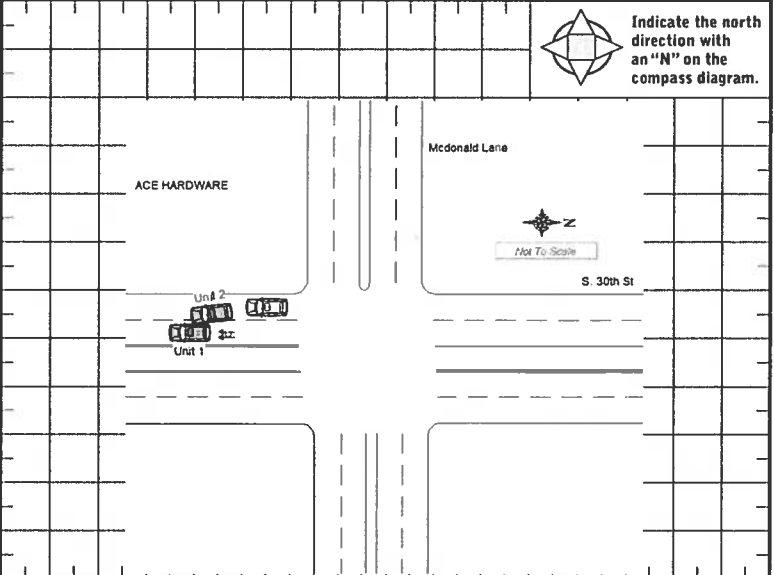 Indicate the north
direction with
an "N" on the
compass diagram.
Mcdonald Lane
ACE HARDWARE
N
Not To Scale
S. 30th St
Unit 2
Unit 1